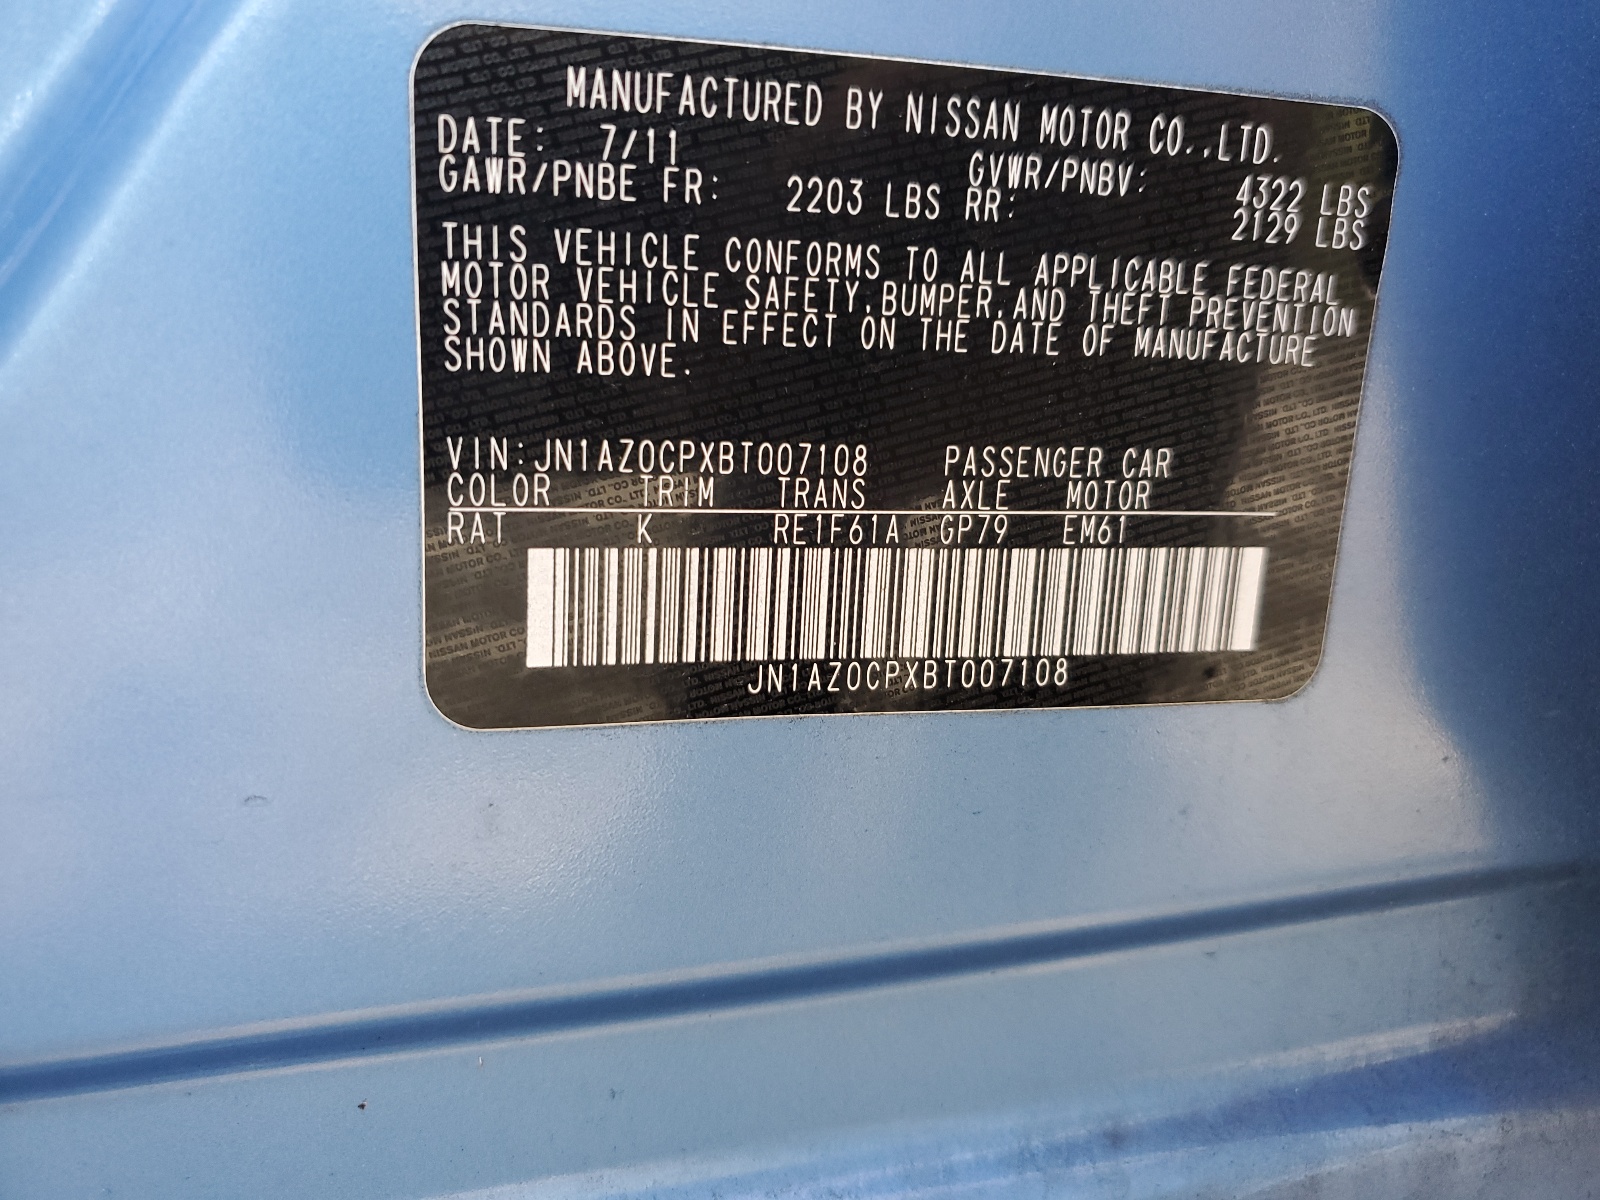 MANUFACTURED BY NISSAN MOTOR CO.,LTD.
DATE: 7/11 GVWR/PNBV: 4322 LBS
GAWR/PNBE FR: 2203 LBS RR: 2129 LBS
THIS VEHICLE CONFORMS TO ALL APPLICABLE FEDERAL
MOTOR VEHICLE SAFETY,BUMPER,AND THEFT PREVENTION
STANDARDS IN EFFECT ON THE DATE OF MANUFACTURE
SHOWN ABOVE.
VIN:JN1AZ0CPXBT007108 PASSENGER CAR
COLOR TRIM TRANS AXLE MOTOR
RAT K RE1F61A GP79 EM61
JN1AZ0CPXBT007108